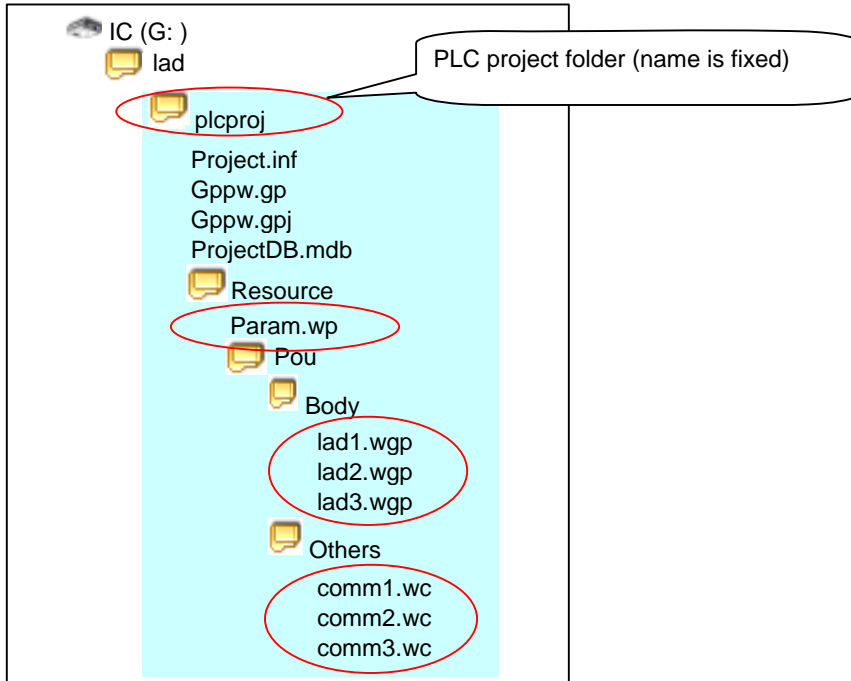 IC (G: )
lad
PLC project folder (name is fixed)
plcproj
Project.inf
Gppw.gp
Gppw.gpj
ProjectDB.mdb
Resource
Param.wp
Pou
Body
lad1.wgp
lad2.wgp
lad3.wgp
Others
comm1.wc
comm2.wc
comm3.wc